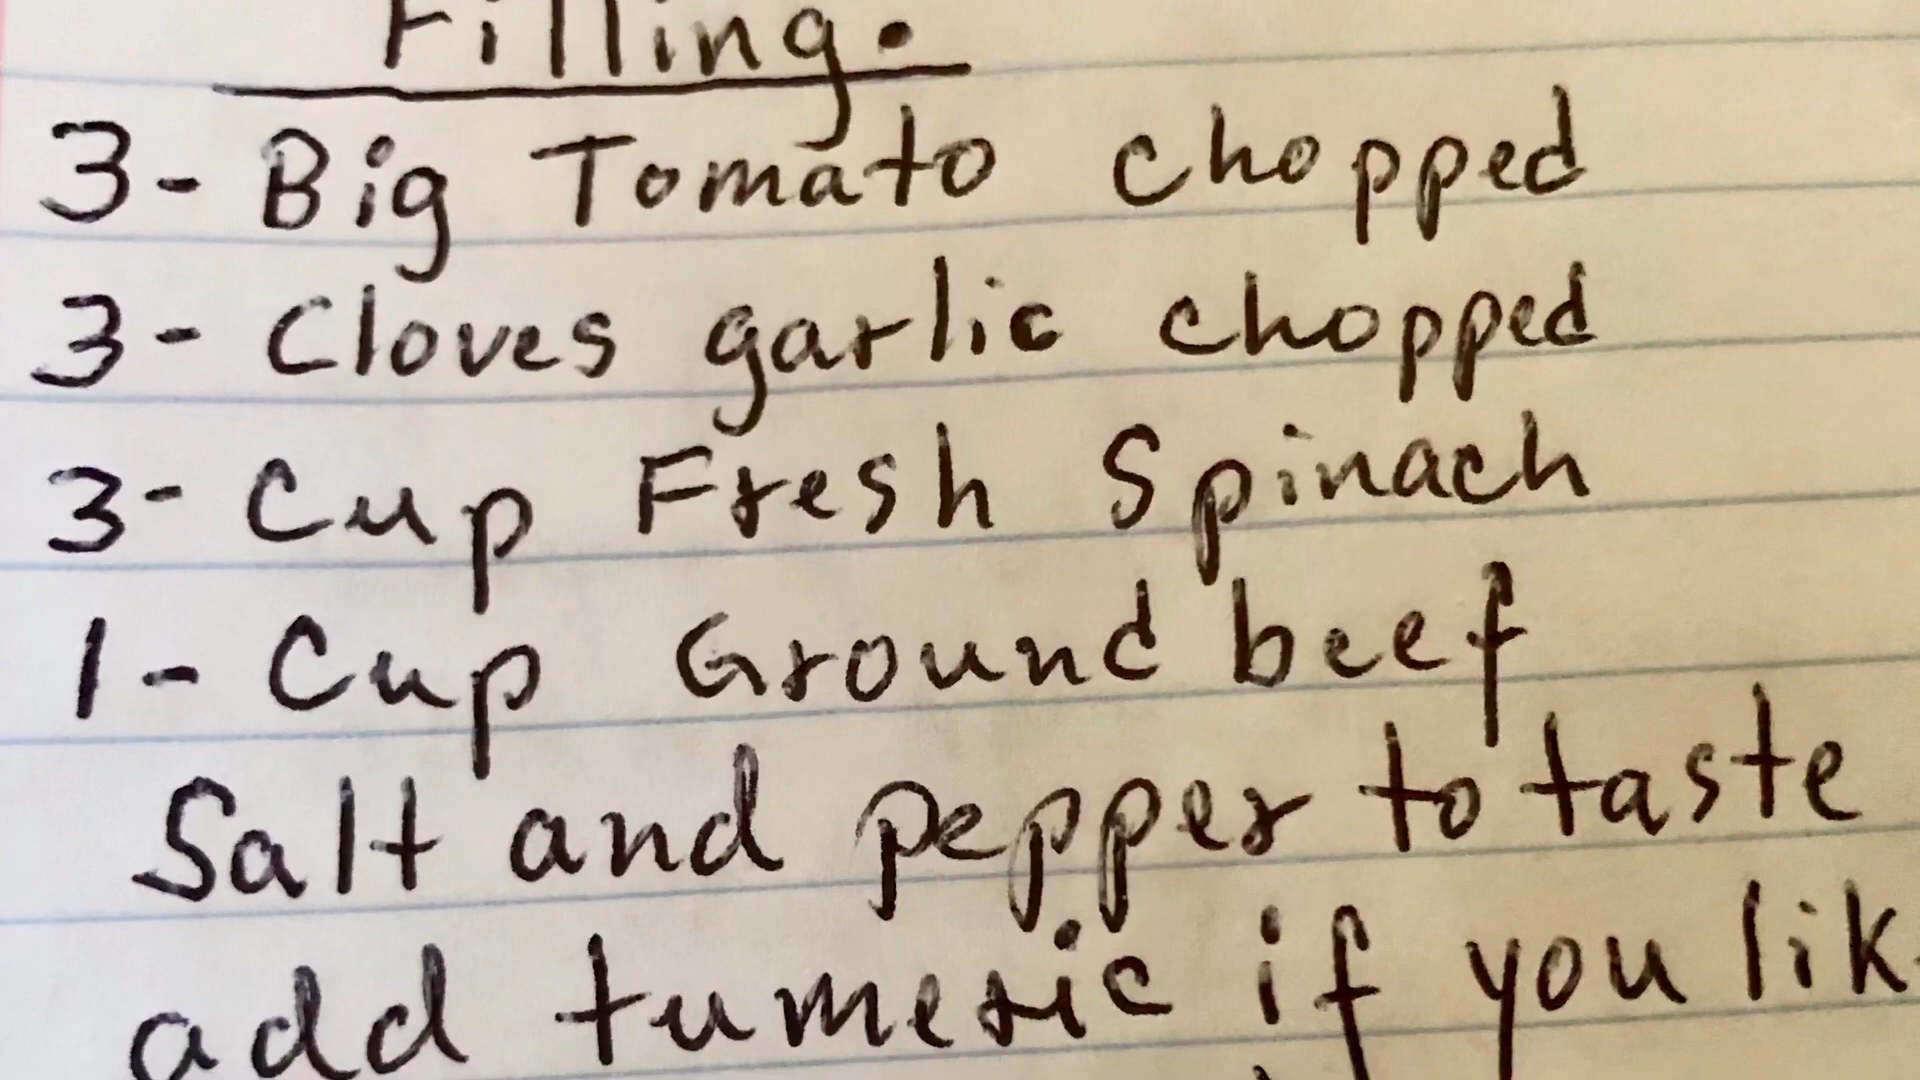 Filling.
3- Big Tomato chopped
3- Cloves garlic chopped
3- Cup Fresh Spinach
1- Cup Ground beef
Salt and pepper to taste
add tumeric if you lik